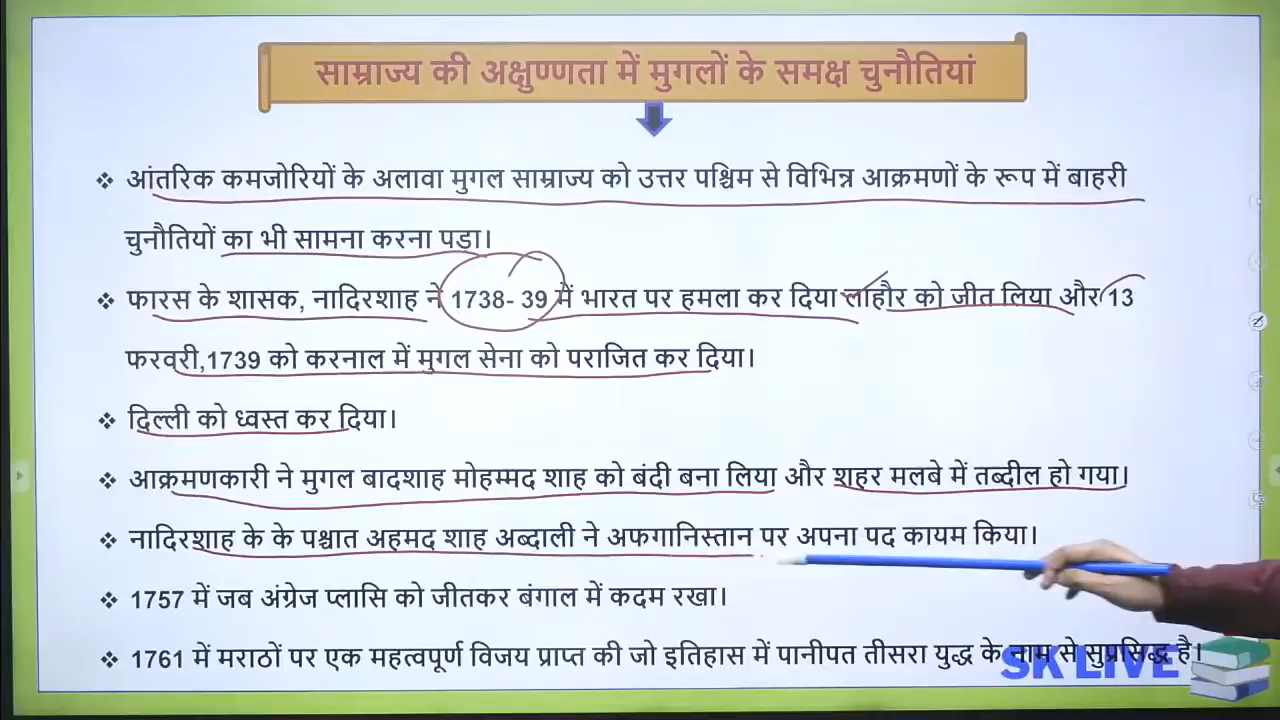 साम्राज्य की अक्षुण्णता में मुगलों के समक्ष चुनौतियां
❖ आंतरिक कमजोरियों के अलावा मुगल साम्राज्य को उत्तर पश्चिम से विभिन्न आक्रमणों के रूप में बाहरी
चुनौतियों का भी सामना करना पड़ा।
❖ फारस के शासक, नादिरशाह ने 1738- 39 में भारत पर हमला कर दिया लाहौर को जीत लिया और 13
फरवरी,1739 को करनाल में मुगल सेना को पराजित कर दिया।
❖ दिल्ली को ध्वस्त कर दिया।
❖ आक्रमणकारी ने मुगल बादशाह मोहम्मद शाह को बंदी बना लिया और शहर मलबे में तब्दील हो गया।
❖ नादिरशाह के के पश्चात अहमद शाह अब्दाली ने अफगानिस्तान पर अपना पद कायम किया।
❖ 1757 में जब अंग्रेज प्लासि को जीतकर बंगाल में कदम रखा।
❖ 1761 में मराठों पर एक महत्वपूर्ण विजय प्राप्त की जो इतिहास में पानीपत तीसरा युद्ध के नाम से सुप्रसिद्ध है।
SK LIVE